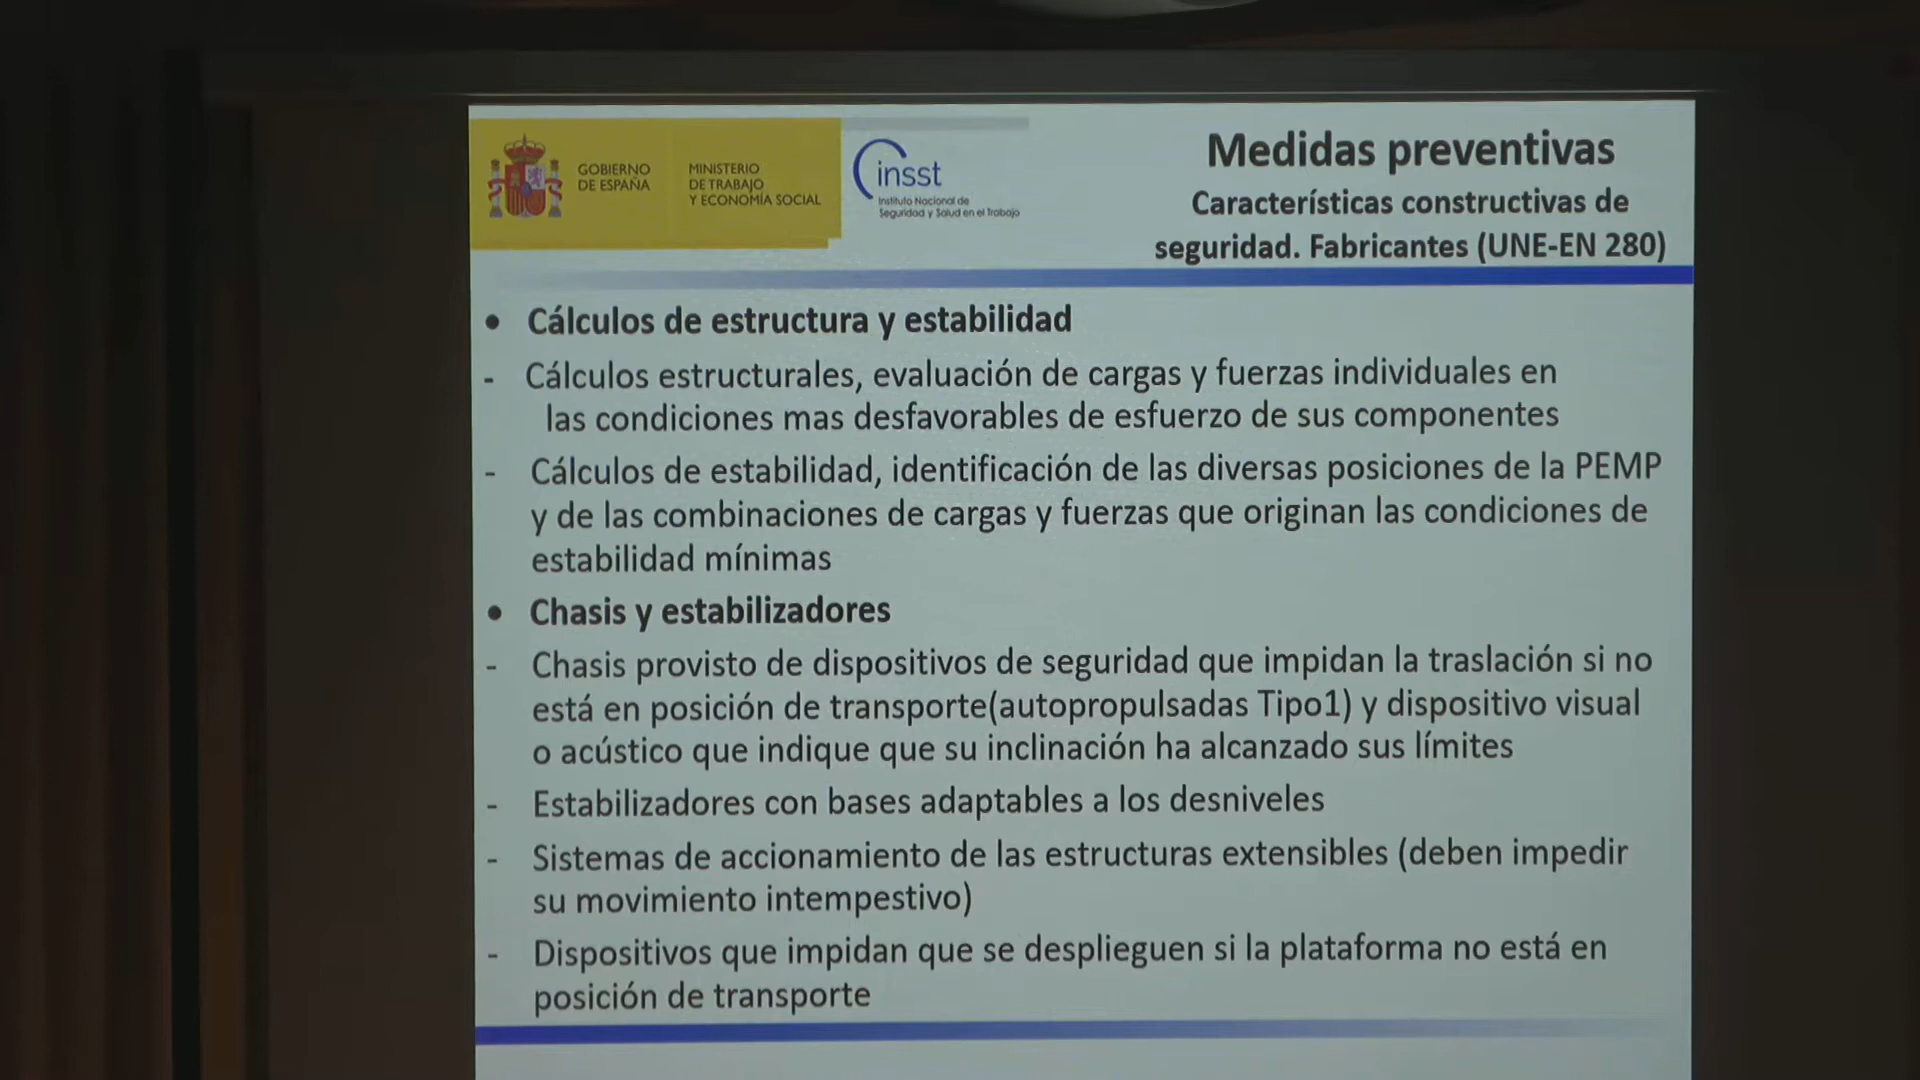 GOBIERNO
DE ESPAÑA
MINISTERIO
DE TRABAJO
Y ECONOMÍA SOCIAL
insst
Instituto Nacional de
Seguridad y Salud en el Trabajo
Medidas preventivas
Características constructivas de
seguridad. Fabricantes (UNE-EN 280)
• Cálculos de estructura y estabilidad
- Cálculos estructurales, evaluación de cargas y fuerzas individuales en
las condiciones mas desfavorables de esfuerzo de sus componentes
- Cálculos de estabilidad, identificación de las diversas posiciones de la PEMP
y de las combinaciones de cargas y fuerzas que originan las condiciones de
estabilidad mínimas
• Chasis y estabilizadores
- Chasis provisto de dispositivos de seguridad que impidan la traslación si no
está en posición de transporte(autopropulsadas Tipo1) y dispositivo visual
o acústico que indique que su inclinación ha alcanzado sus límites
- Estabilizadores con bases adaptables a los desniveles
- Sistemas de accionamiento de las estructuras extensibles (deben impedir
su movimiento intempestivo)
- Dispositivos que impidan que se desplieguen si la plataforma no está en
posición de transporte